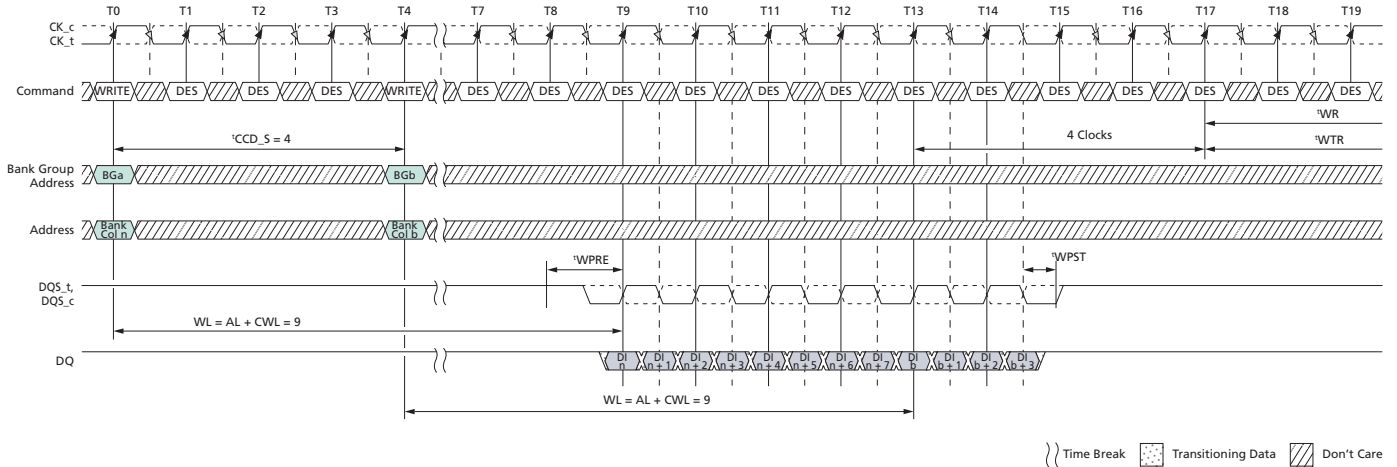 T0 T1 T2 T3 T4 T7 T8 T9 T10 T11 T12 T13 T14 T15 T16 T17 T18 T19
CK_c
CK_t
Command WRITE DES DES DES WRITE DES DES DES DES DES DES DES DES DES DES DES DES DES
tWR
tCCD_S = 4 4 Clocks tWTR
Bank Group
Address BGa BGb
Address Bank
Col n Bank
Col b
tWPRE tWPST
DQS_t,
DQS_c
WL = AL + CWL = 9
DQ DI
n DI
n + 1 DI
n + 2 DI
n + 3 DI
n + 4 DI
n + 5 DI
n + 6 DI
n + 7 DI
b DI
b + 1 DI
b + 2 DI
b + 3
WL = AL + CWL = 9
Time Break Transitioning Data Don't Care